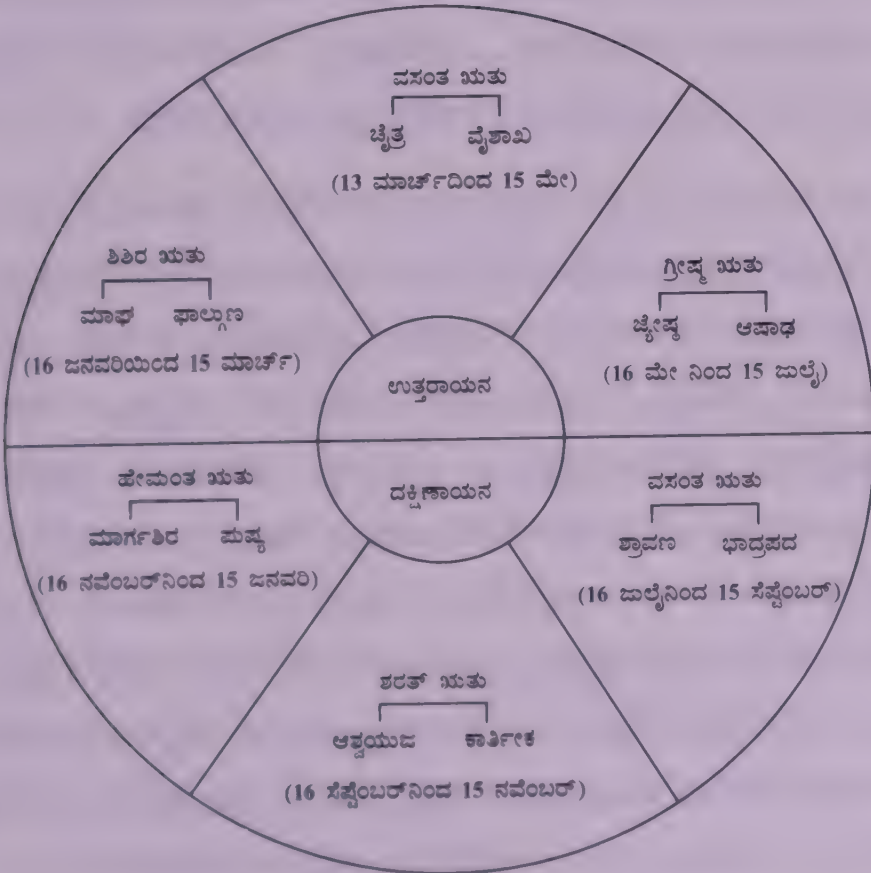 ವಸಂತ ಋತು
ಚೈತ್ರ ವೈಶಾಖ
(13 ಮಾರ್ಚ್‌ದಿಂದ 15 ಮೇ)
ಗ್ರೀಷ್ಮ ಋತು
ಜ್ಯೇಷ್ಠ ಆಷಾಢ
(16 ಮೇ ನಿಂದ 15 ಜುಲೈ)
ವಸಂತ ಋತು
ಶ್ರಾವಣ ಭಾದ್ರಪದ
(16 ಜುಲೈನಿಂದ 15 ಸೆಪ್ಟೆಂಬರ್)
ಶರತ್ ಋತು
ಆಶ್ವಯುಜ ಕಾರ್ತೀಕ
(16 ಸೆಪ್ಟೆಂಬರ್‌ನಿಂದ 15 ನವೆಂಬರ್)
ಹೇಮಂತ ಋತು
ಮಾರ್ಗಶಿರ ಪುಷ್ಯ
(16 ನವೆಂಬರ್‌ನಿಂದ 15 ಜನವರಿ)
ಶಿಶಿರ ಋತು
ಮಾಘ ಫಾಲ್ಗುಣ
(16 ಜನವರಿಯಿಂದ 15 ಮಾರ್ಚ್)
ಉತ್ತರಾಯನ
ದಕ್ಷಿಣಾಯನ